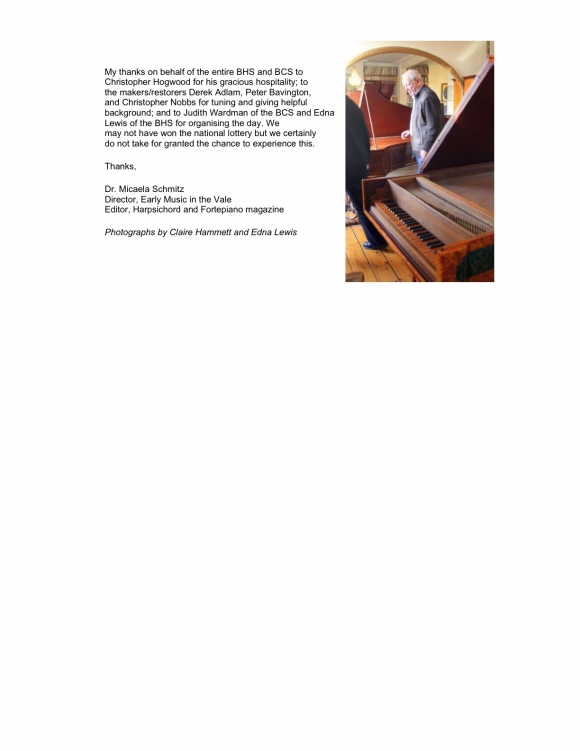 My thanks on behalf of the entire BHS and BCS to
Christopher Hogwood for his gracious hospitality; to
the makers/restorers Derek Adlam, Peter Bavington,
and Christopher Nobbs for tuning and giving helpful
background; and to Judith Wardman of the BCS and Edna
Lewis of the BHS for organising the day. We
may not have won the national lottery but we certainly
do not take for granted the chance to experience this.
Thanks,
Dr. Micaela Schmitz
Director, Early Music in the Vale
Editor, Harpsichord and Fortepiano magazine
Photographs by Claire Hammett and Edna Lewis